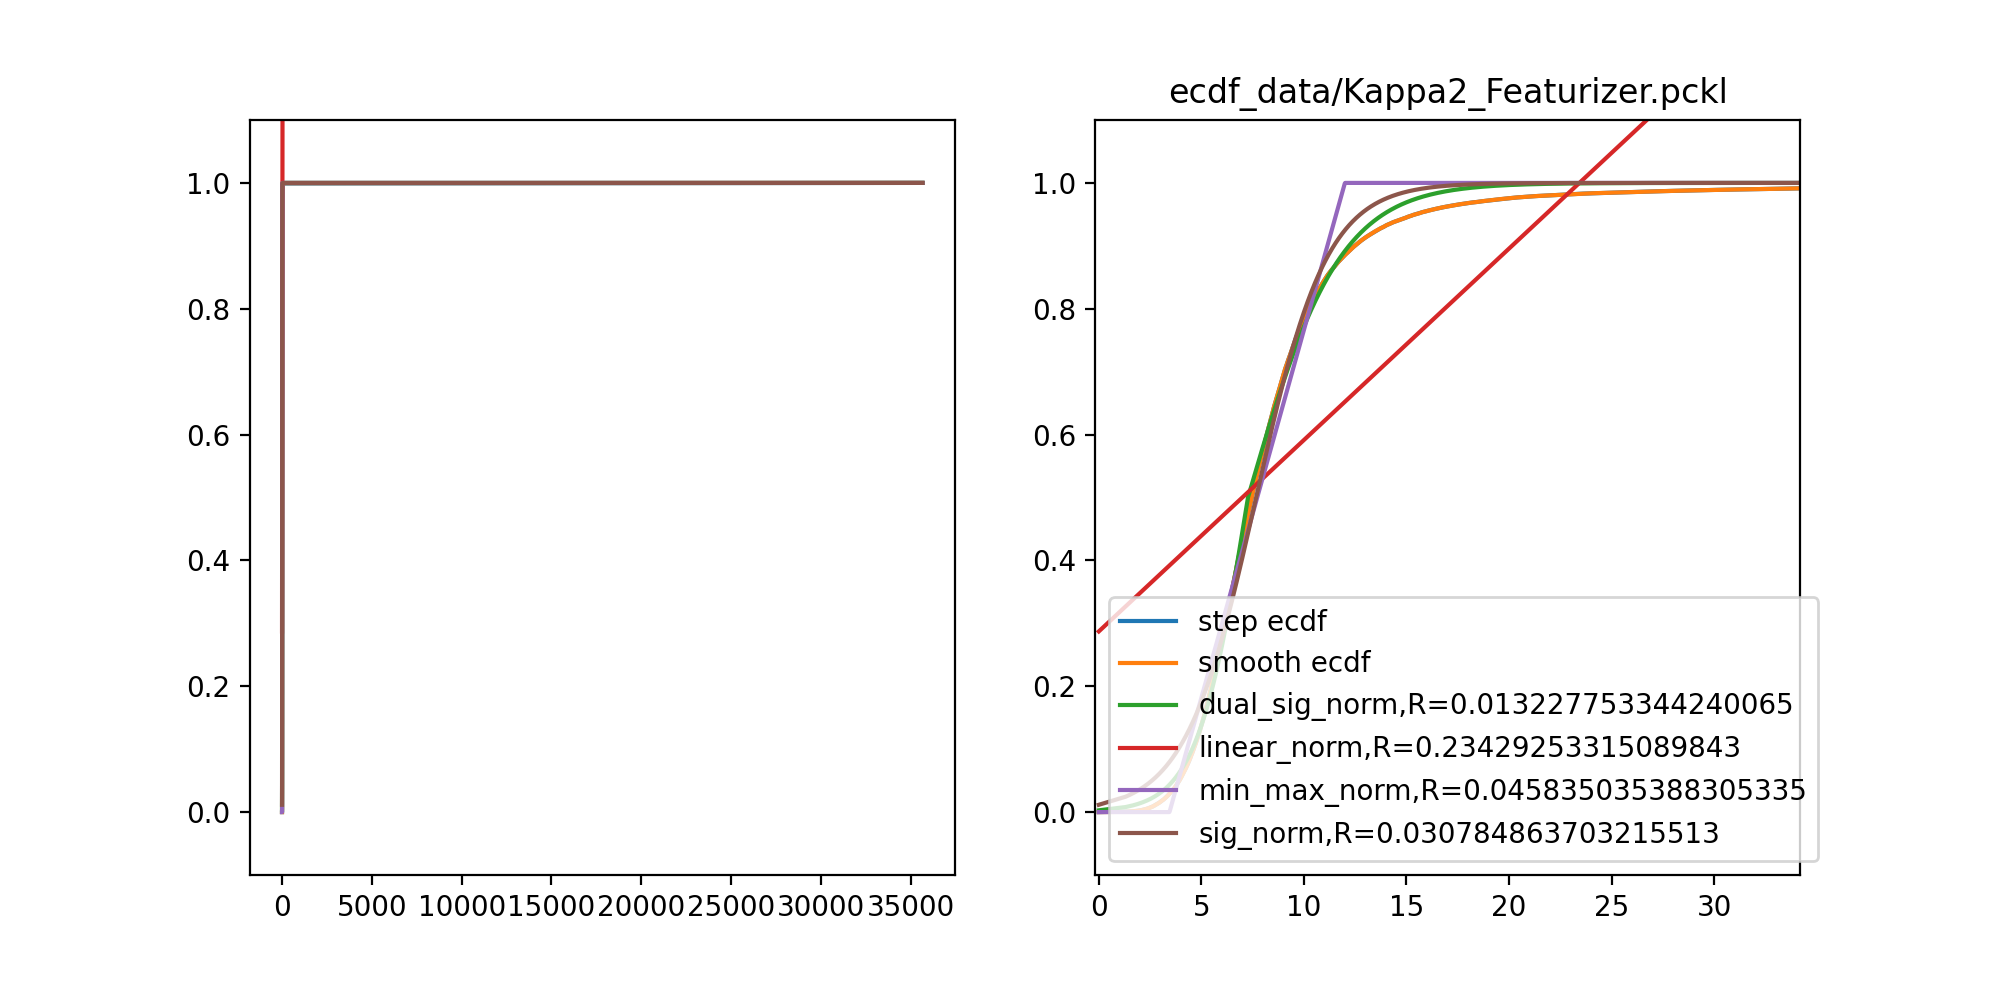 1.0
0.8
0.6
0.4
0.2
0.0
0 5000 10000 15000 20000 25000 30000 35000
ecdf_data/Kappa2_Featurizer.pckl
1.0
0.8
0.6
0.4
0.2
0.0
step ecdf
smooth ecdf
dual_sig_norm,R=0.013227753344240065
linear_norm,R=0.23429253315089843
min_max_norm,R=0.045835035388305335
sig_norm,R=0.030784863703215513
0 5 10 15 20 25 30